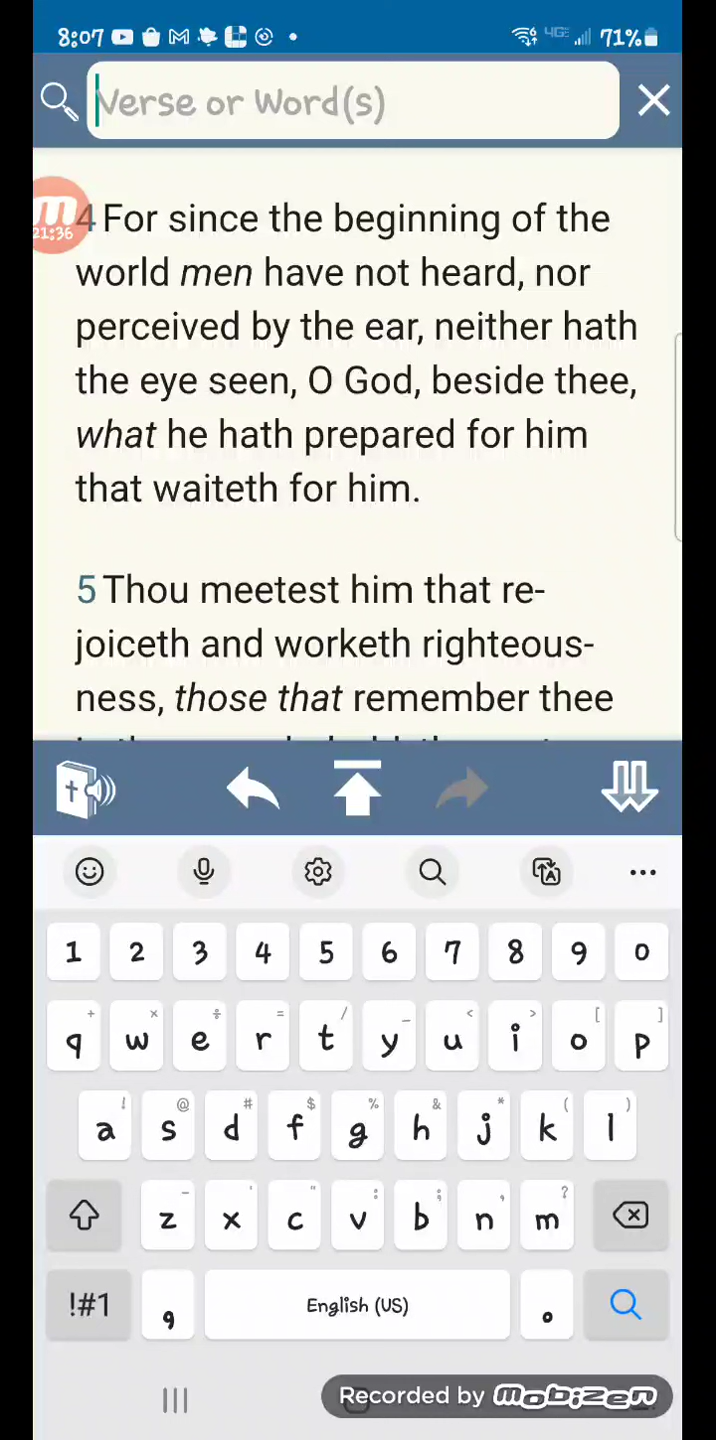 8:07 4GE 71%
Verse or Word(s)
21:36
4 For since the beginning of the
world men have not heard, nor
perceived by the ear, neither hath
the eye seen, O God, beside thee,
what he hath prepared for him
that waiteth for him.
5 Thou meetest him that re-
joiceth and worketh righteous-
ness, those that remember thee
1 2 3 4 5 6 7 8 9 0
+ × ÷ = / _ < > [ ]
q w e r t y u i o p
! @ # $ % & * ( )
a s d f g h j k l
- ' " : ; , ?
z x c v b n m
!#1 , English (US) .
Recorded by mobizen